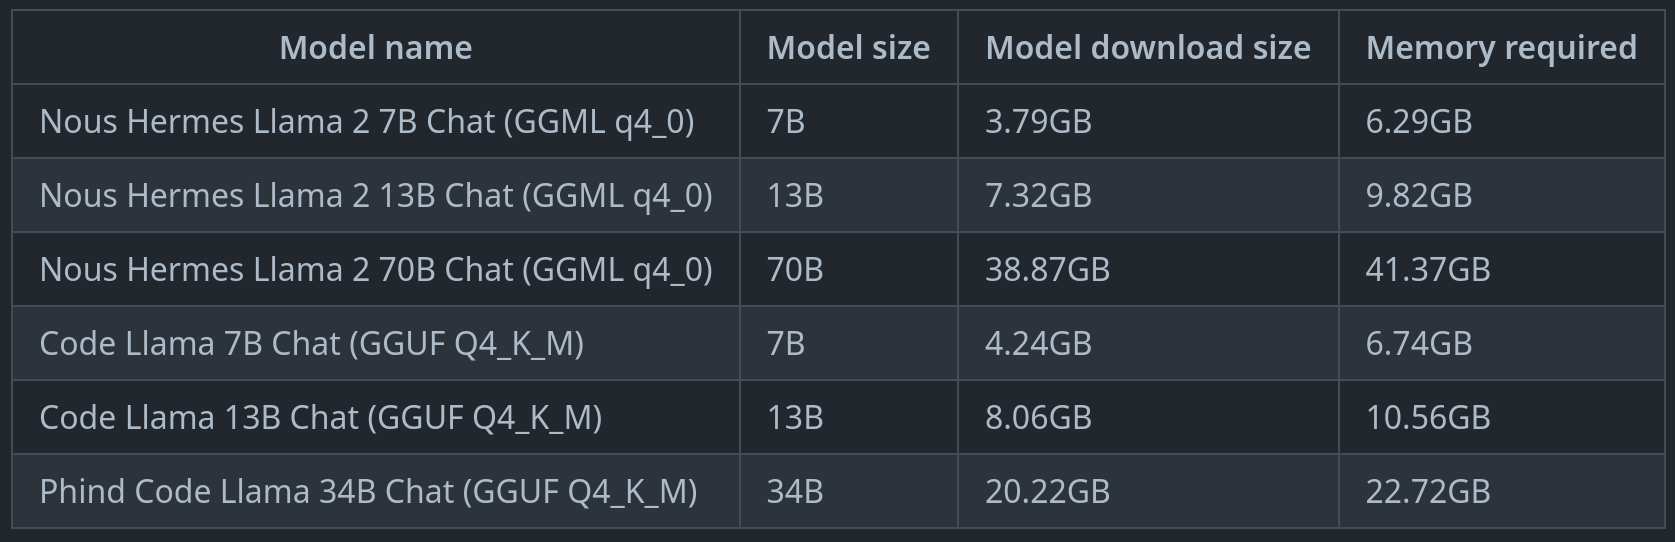 Model name Model size Model download size Memory required
Nous Hermes Llama 2 7B Chat (GGML q4_0) 7B 3.79GB 6.29GB
Nous Hermes Llama 2 13B Chat (GGML q4_0) 13B 7.32GB 9.82GB
Nous Hermes Llama 2 70B Chat (GGML q4_0) 70B 38.87GB 41.37GB
Code Llama 7B Chat (GGUF Q4_K_M) 7B 4.24GB 6.74GB
Code Llama 13B Chat (GGUF Q4_K_M) 13B 8.06GB 10.56GB
Phind Code Llama 34B Chat (GGUF Q4_K_M) 34B 20.22GB 22.72GB